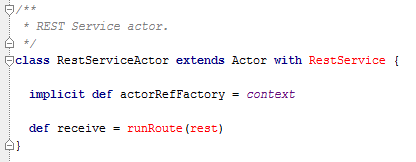 /**
 * REST Service actor.
 */
class RestServiceActor extends Actor with RestService {
  implicit def actorRefFactory = context
  def receive = runRoute(rest)
}